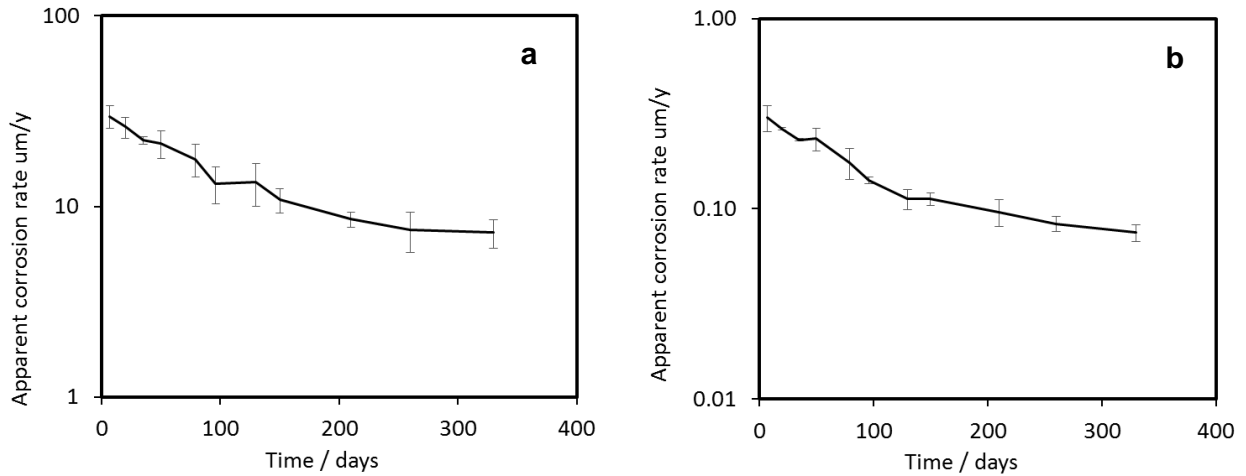 100
10
1
0 100 200 300 400
Time / days
Apparent corrosion rate um/y
a
1.00
0.10
0.01
0 100 200 300 400
Time / days
Apparent corrosion rate um/y
b